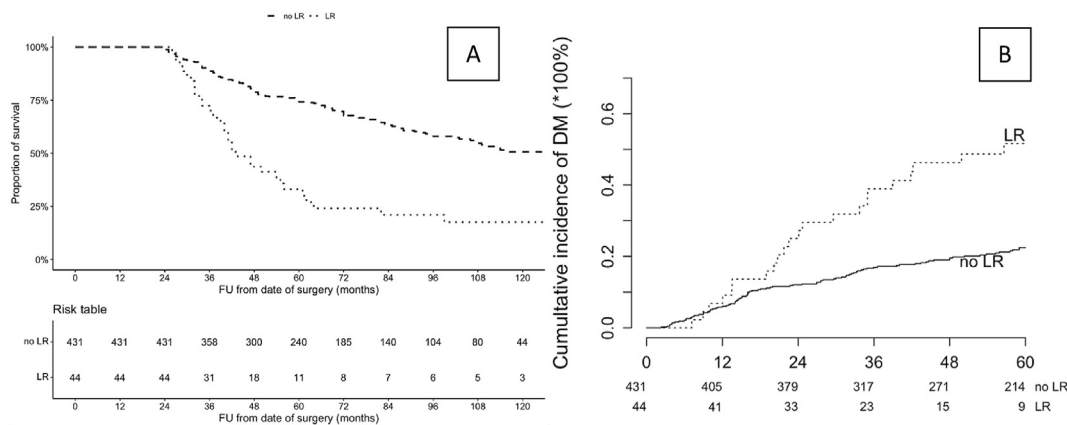 no LR LR
A
Proportion of survival
100%
75%
50%
25%
0%
0 12 24 36 48 60 72 84 96 108 120
FU from date of surgery (months)
Risk table
no LR 431 431 431 358 300 240 185 140 104 80 44
LR 44 44 44 31 18 11 8 7 6 5 3
0 12 24 36 48 60 72 84 96 108 120
FU from date of surgery (months)
B
Cumultative incidence of DM (*100%)
0.6
0.4
0.2
0.0
LR
no LR
0 12 24 36 48 60
431 405 379 317 271 214 no LR
44 41 33 23 15 9 LR